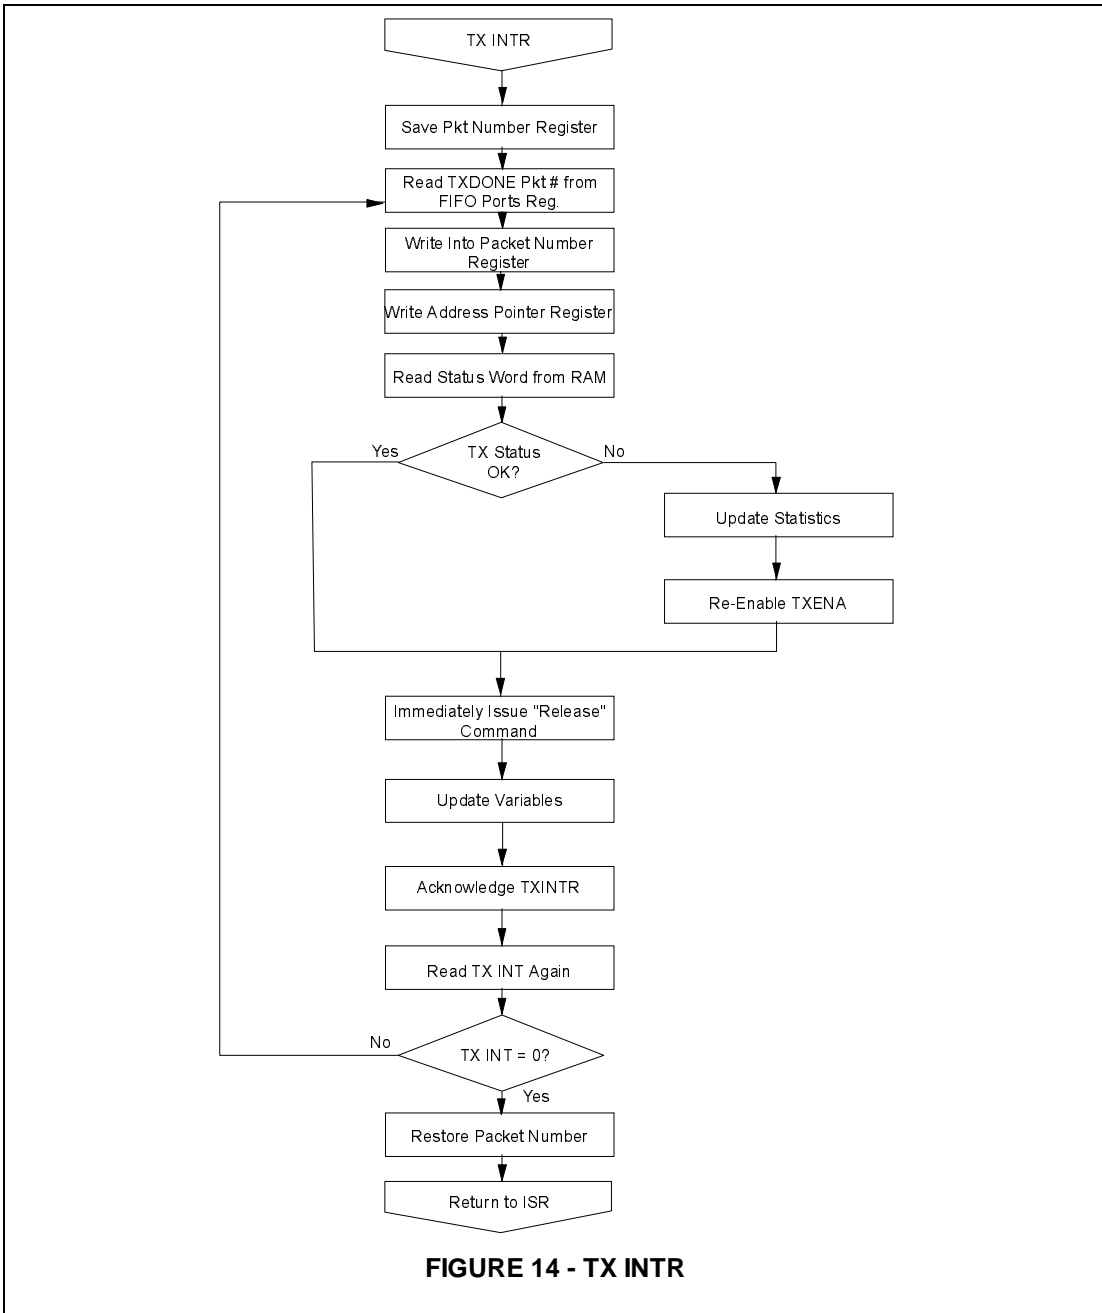 TX INTR
Save Pkt Number Register
Read TXDONE Pkt # from
FIFO Ports Reg.
Write Into Packet Number
Register
Write Address Pointer Register
Read Status Word from RAM
Yes
TX Status
OK?
No
Update Statistics
Re-Enable TXENA
Immediately Issue "Release"
Command
Update Variables
Acknowledge TXINTR
Read TX INT Again
No
TX INT = 0?
Yes
Restore Packet Number
Return to ISR
FIGURE 14 - TX INTR